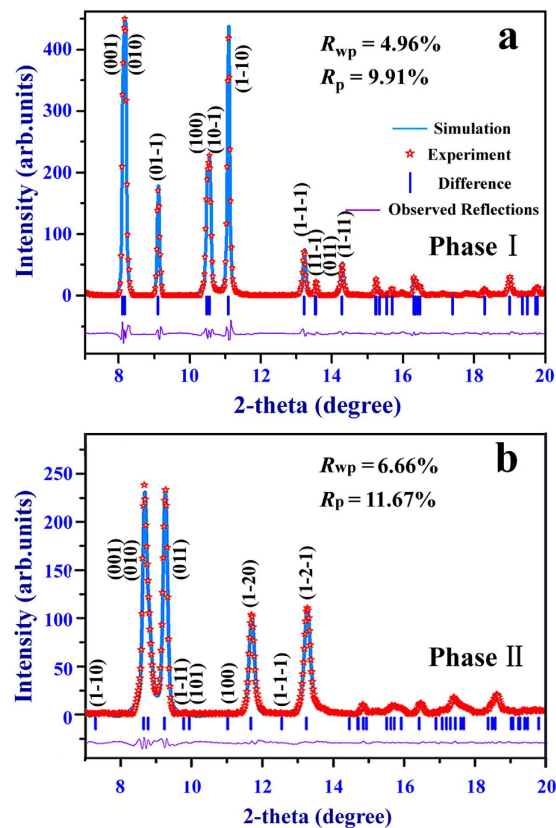 a
Rwp = 4.96%
Rp = 9.91%
Simulation
Experiment
Difference
Observed Reflections
Phase I
(001)
(010)
(01-1)
(100)
(10-1)
(1-10)
(1-1-1)
(11-1)
(011)
(1-11)
Intensity (arb.units)
400
300
200
100
0
8 10 12 14 16 18 20
2-theta (degree)
b
Rwp = 6.66%
Rp = 11.67%
Phase II
(1-10)
(001)
(010)
(011)
(1-11)
(101)
(100)
(1-20)
(1-1-1)
(1-2-1)
Intensity (arb.units)
250
200
150
100
50
0
8 10 12 14 16 18 20
2-theta (degree)